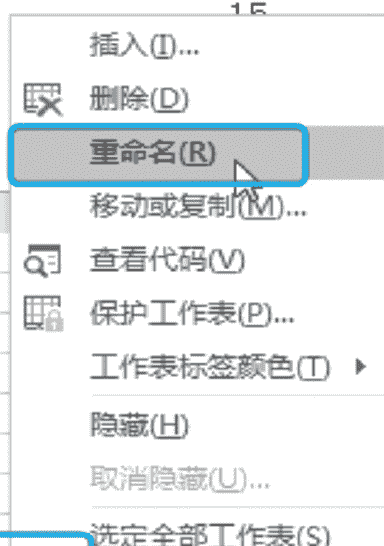 15
插入(I)...
删除(D)
重命名(R)
移动或复制(M)...
查看代码(V)
保护工作表(P)...
工作表标签颜色(T)
隐藏(H)
取消隐藏(U)...
选定全部工作表(S)